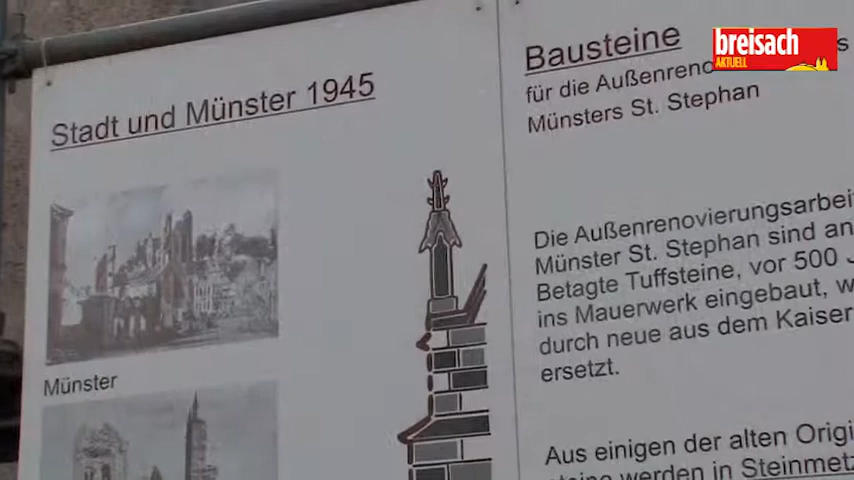 Stadt und Münster 1945
Münster
Bausteine
für die Außenreno
Münsters St. Stephan
Die Außenrenovierungsarbei
Münster St. Stephan sind an
Betagte Tuffsteine, vor 500
ins Mauerwerk eingebaut, w
durch neue aus dem Kaiser
ersetzt.
Aus einigen der alten Origi
werden in Steinmetz
breisach
AKTUELL